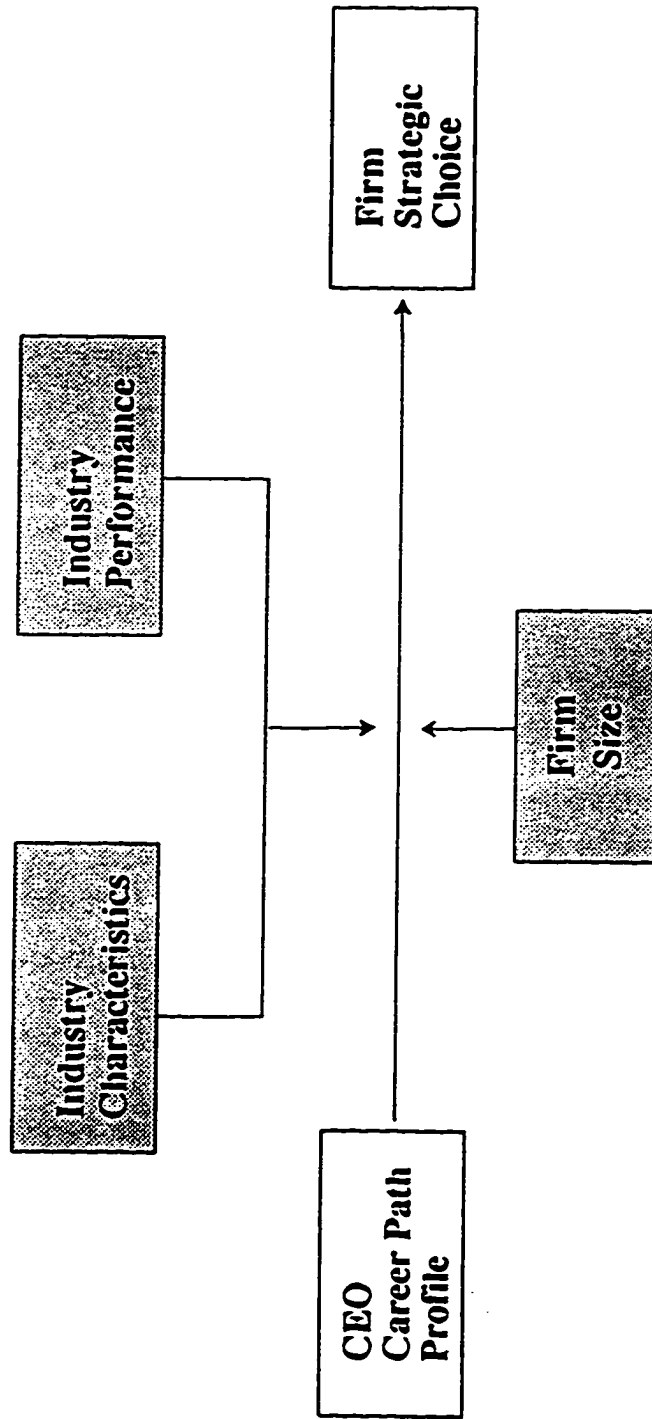 Industry
Characteristics
Industry
Performance
CEO
Career Path
Profile
Firm
Strategic
Choice
Firm
Size